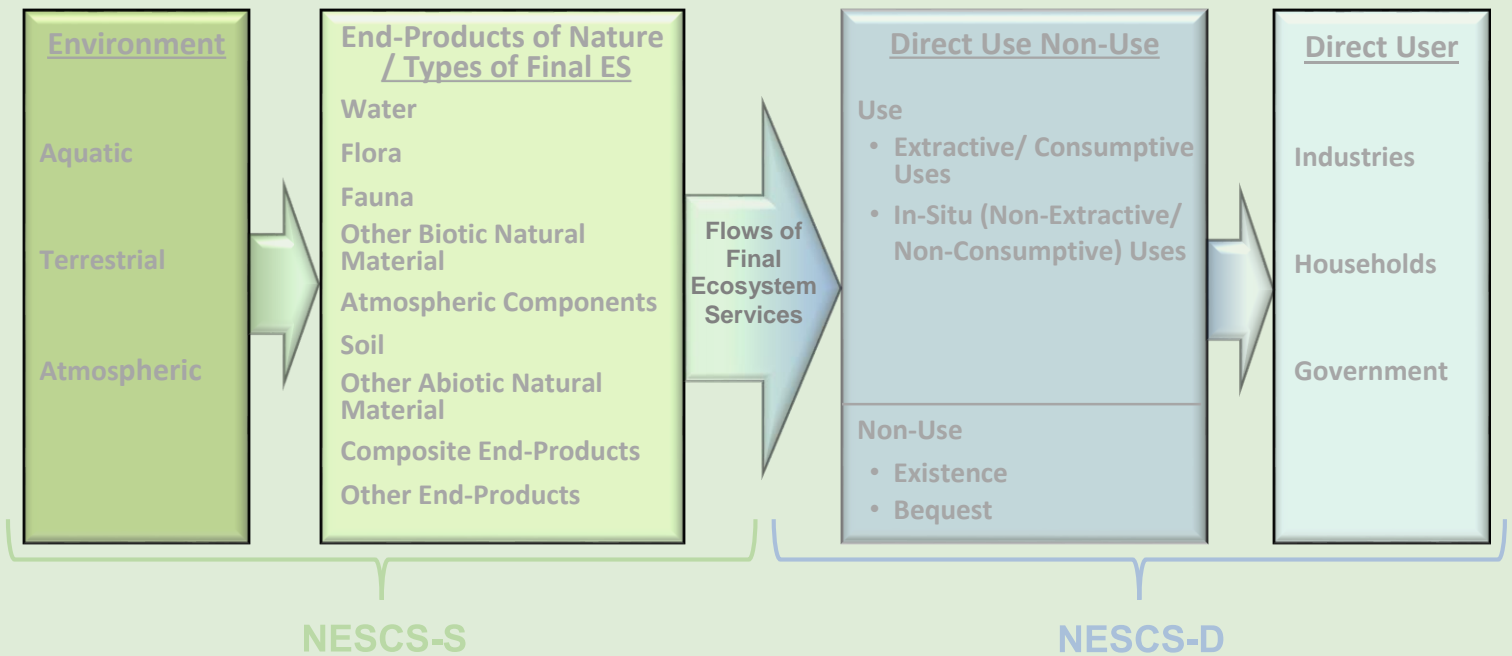 Environment
Aquatic
Terrestrial
Atmospheric
End-Products of Nature
/ Types of Final ES
Water
Flora
Fauna
Other Biotic Natural
Material
Atmospheric Components
Soil
Other Abiotic Natural
Material
Composite End-Products
Other End-Products
Flows of
Final
Ecosystem
Services
Direct Use Non-Use
Use
• Extractive/ Consumptive
Uses
• In-Situ (Non-Extractive/
Non-Consumptive) Uses
Non-Use
• Existence
• Bequest
Direct User
Industries
Households
Government
NESCS-S
NESCS-D